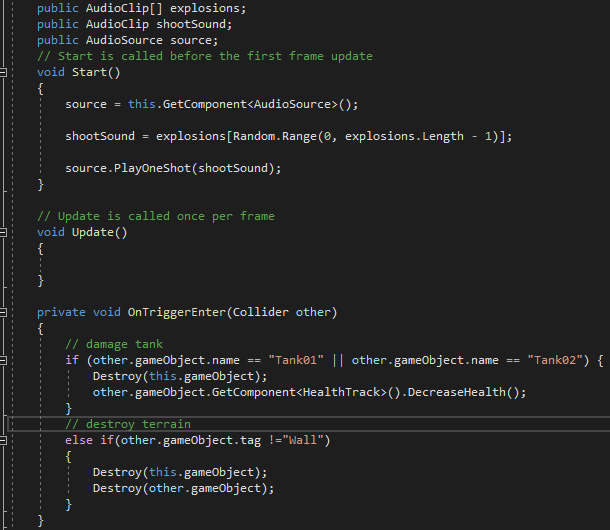 public AudioClip[] explosions;
public AudioClip shootSound;
public AudioSource source;
// Start is called before the first frame update
void Start()
{
source = this.GetComponent<AudioSource>();
shootSound = explosions[Random.Range(0, explosions.Length - 1)];
source.PlayOneShot(shootSound);
}
// Update is called once per frame
void Update()
{
}
private void OnTriggerEnter(Collider other)
{
// damage tank
if (other.gameObject.name == "Tank01" || other.gameObject.name == "Tank02") {
Destroy(this.gameObject);
other.gameObject.GetComponent<HealthTrack>().DecreaseHealth();
}
// destroy terrain
else if(other.gameObject.tag !="Wall")
{
Destroy(this.gameObject);
Destroy(other.gameObject);
}
}